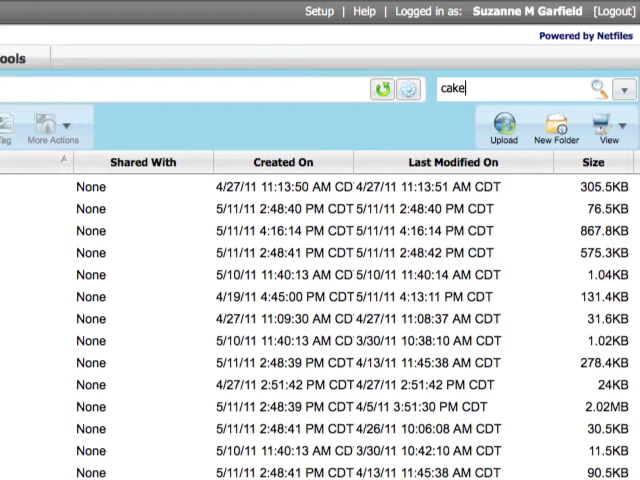 Setup | Help | Logged in as: Suzanne M Garfield [Logout]
Powered by Netfiles
ools
cake
Tag More Actions Upload New Folder View
Shared With Created On Last Modified On Size
None 4/27/11 11:13:50 AM CD 4/27/11 11:13:51 AM CDT 305.5KB
None 5/11/11 2:48:40 PM CDT 5/11/11 2:48:40 PM CDT 76.5KB
None 5/11/11 4:16:14 PM CDT 5/11/11 4:16:14 PM CDT 867.8KB
None 5/11/11 2:48:41 PM CDT 5/11/11 2:48:42 PM CDT 575.3KB
None 5/10/11 11:40:13 AM CD 5/10/11 11:40:14 AM CDT 1.04KB
None 4/19/11 4:45:00 PM CDT 5/11/11 4:13:11 PM CDT 131.4KB
None 4/27/11 11:09:30 AM CD 4/27/11 11:08:37 AM CDT 31.6KB
None 5/10/11 11:40:13 AM CD 3/30/11 10:38:10 AM CDT 1.02KB
None 5/11/11 2:48:39 PM CDT 4/13/11 11:45:38 AM CDT 278.4KB
None 4/27/11 2:51:42 PM CDT 4/27/11 2:51:42 PM CDT 24KB
None 5/11/11 2:48:39 PM CDT 4/5/11 3:51:30 PM CDT 2.02MB
None 5/11/11 2:48:41 PM CDT 4/26/11 10:06:08 AM CDT 30.5KB
None 5/10/11 11:40:13 AM CD 3/30/11 10:42:10 AM CDT 11.5KB
None 5/11/11 2:48:41 PM CDT 4/13/11 11:45:38 AM CDT 90.5KB